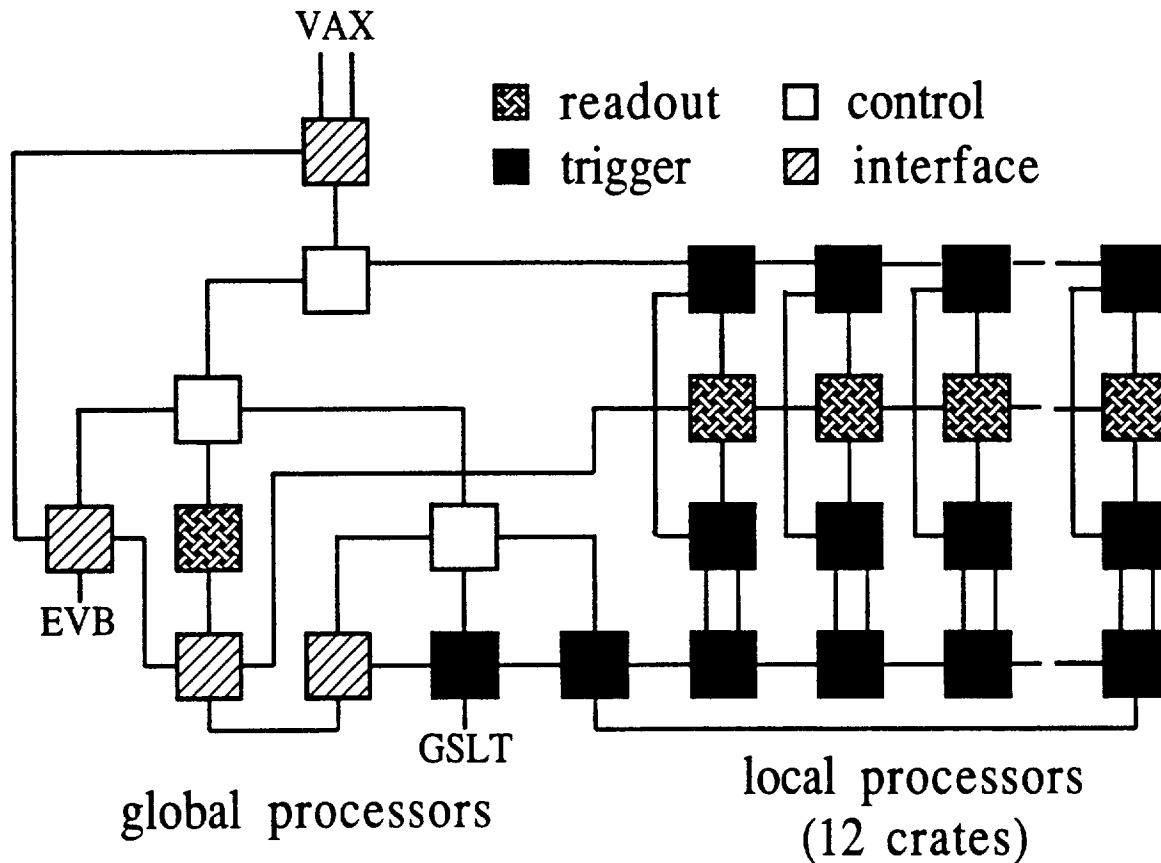 VAX
readout
control
trigger
interface
EVB
GSLT
global processors
local processors
(12 crates)